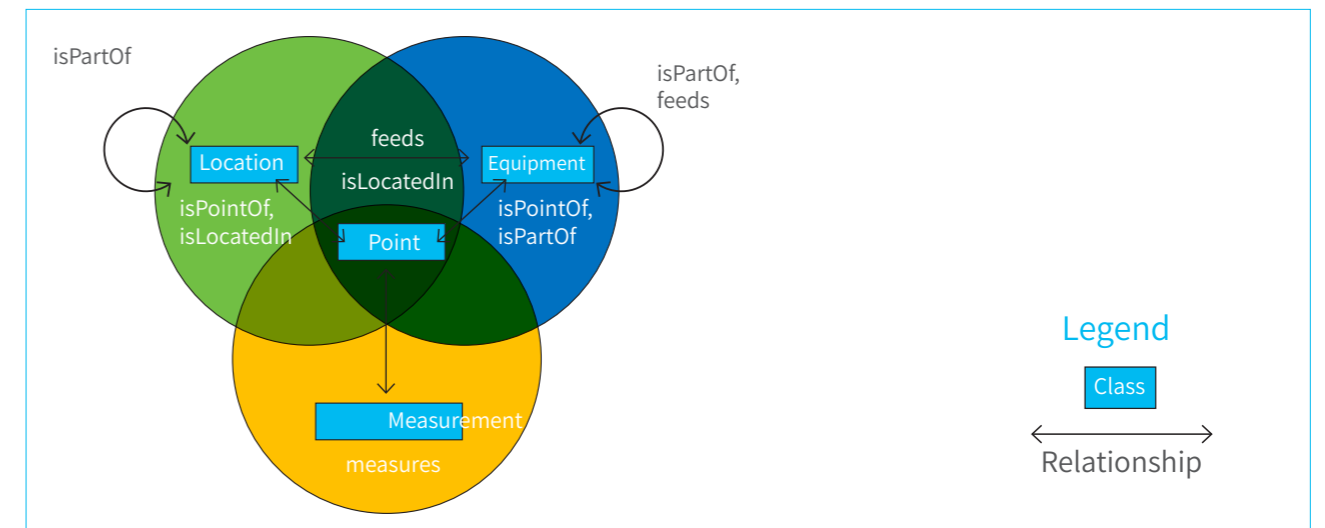 isPartOf
isPartOf,
feeds
feeds
Location
Equipment
isLocatedIn
isPointOf,
isLocatedIn
isPointOf,
isPartOf
Point
Legend
Class
Measurement
Relationship
measures